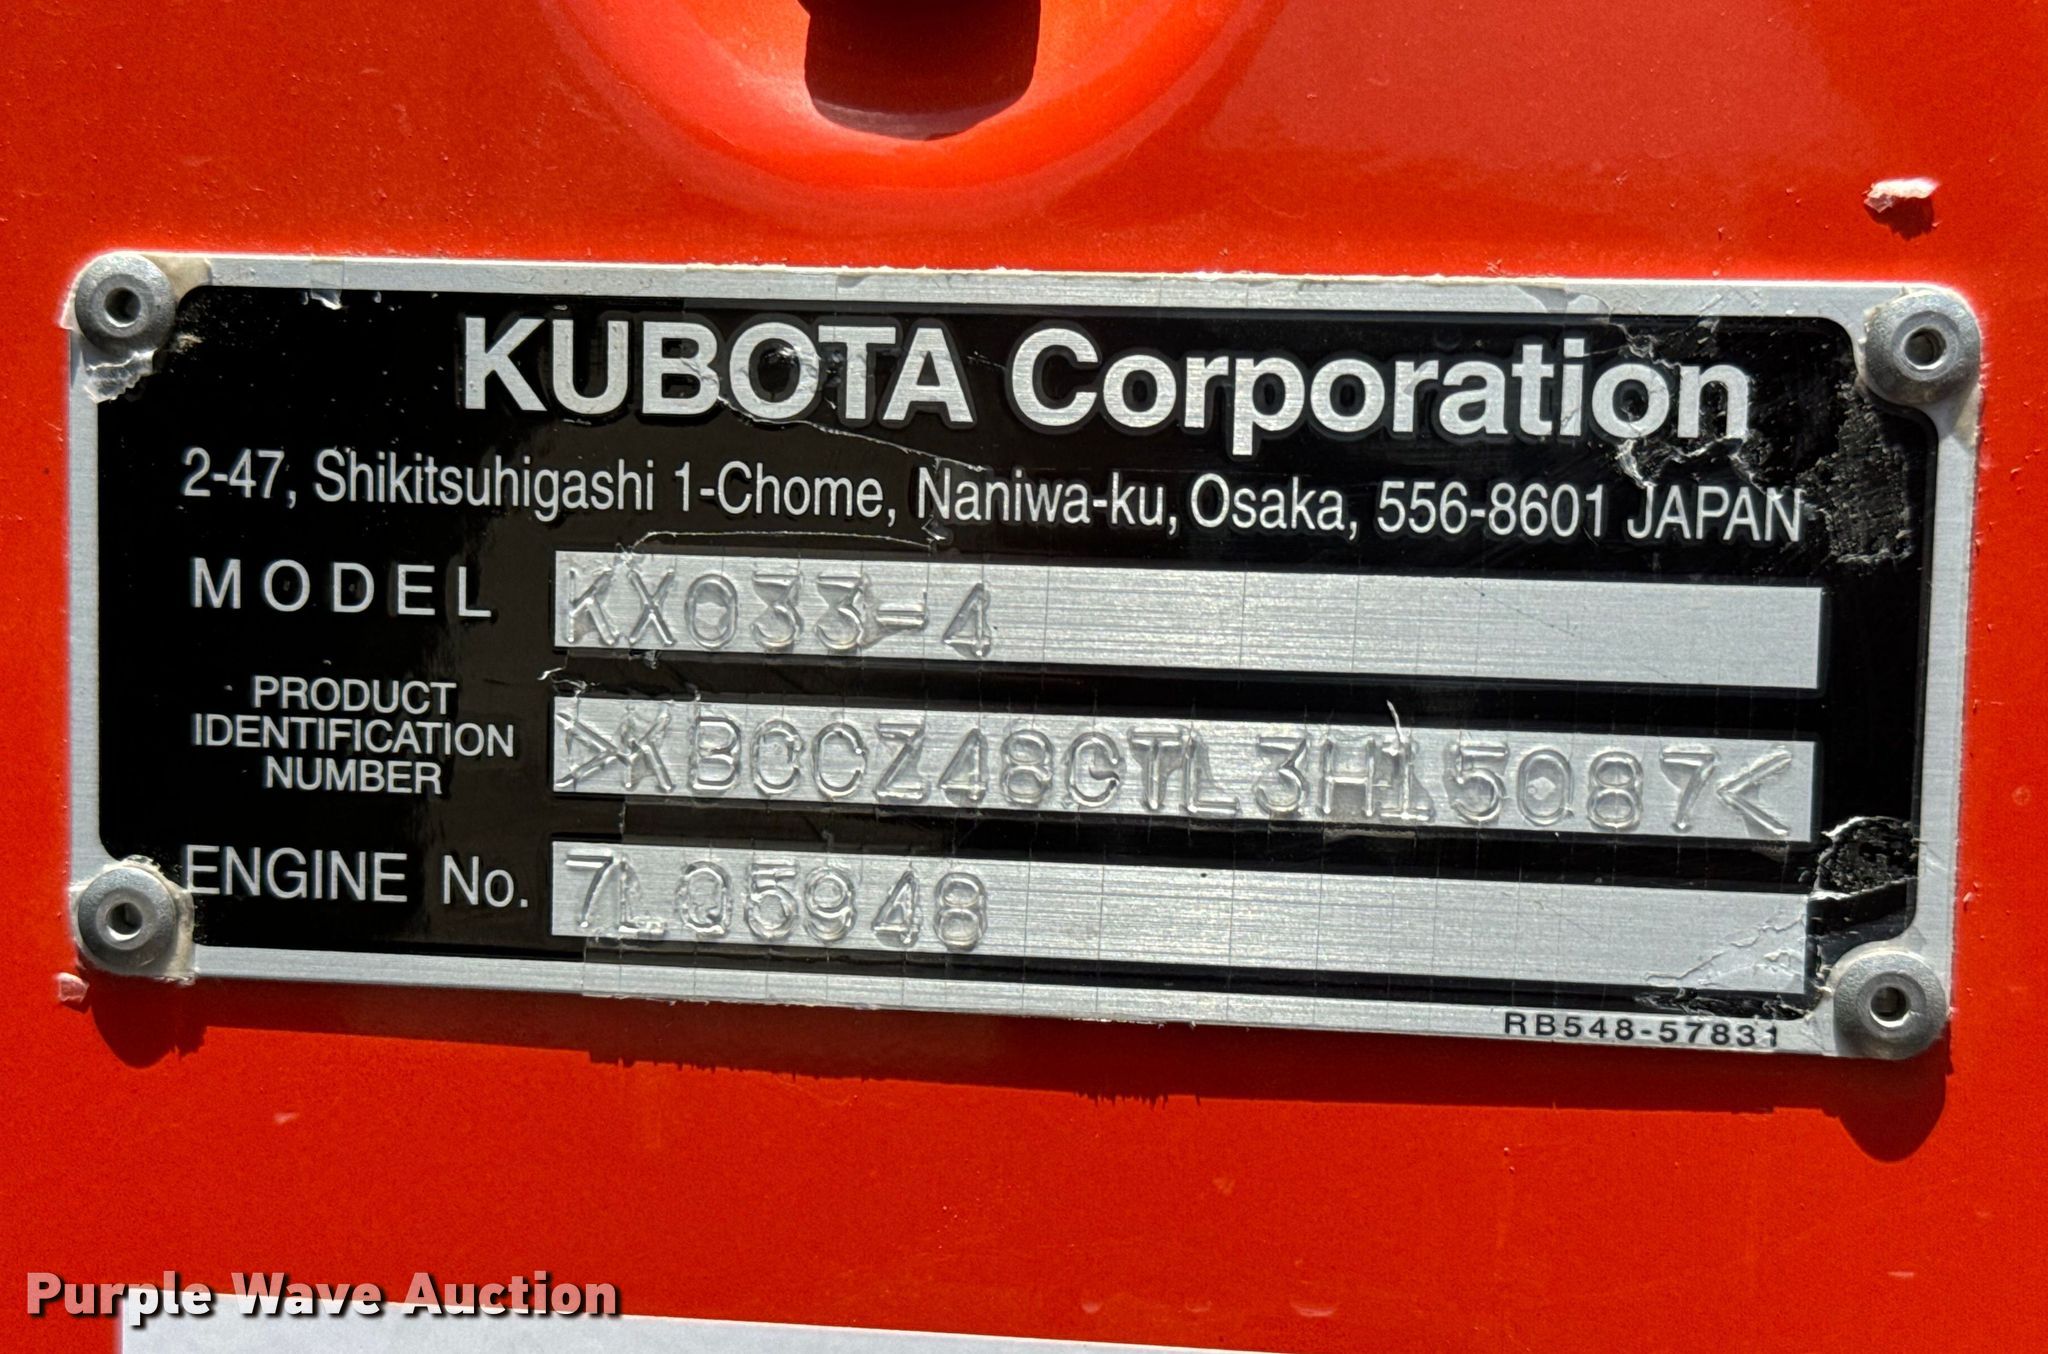 KUBOTA Corporation
2-47, Shikitsuhigashi 1-Chome, Naniwa-ku, Osaka, 556-8601 JAPAN
MODEL KX033-4
PRODUCT IDENTIFICATION NUMBER >KBCCZ48CTL3H15087<
ENGINE No. 7LQ5948
RB548-57831
Purple Wave Auction